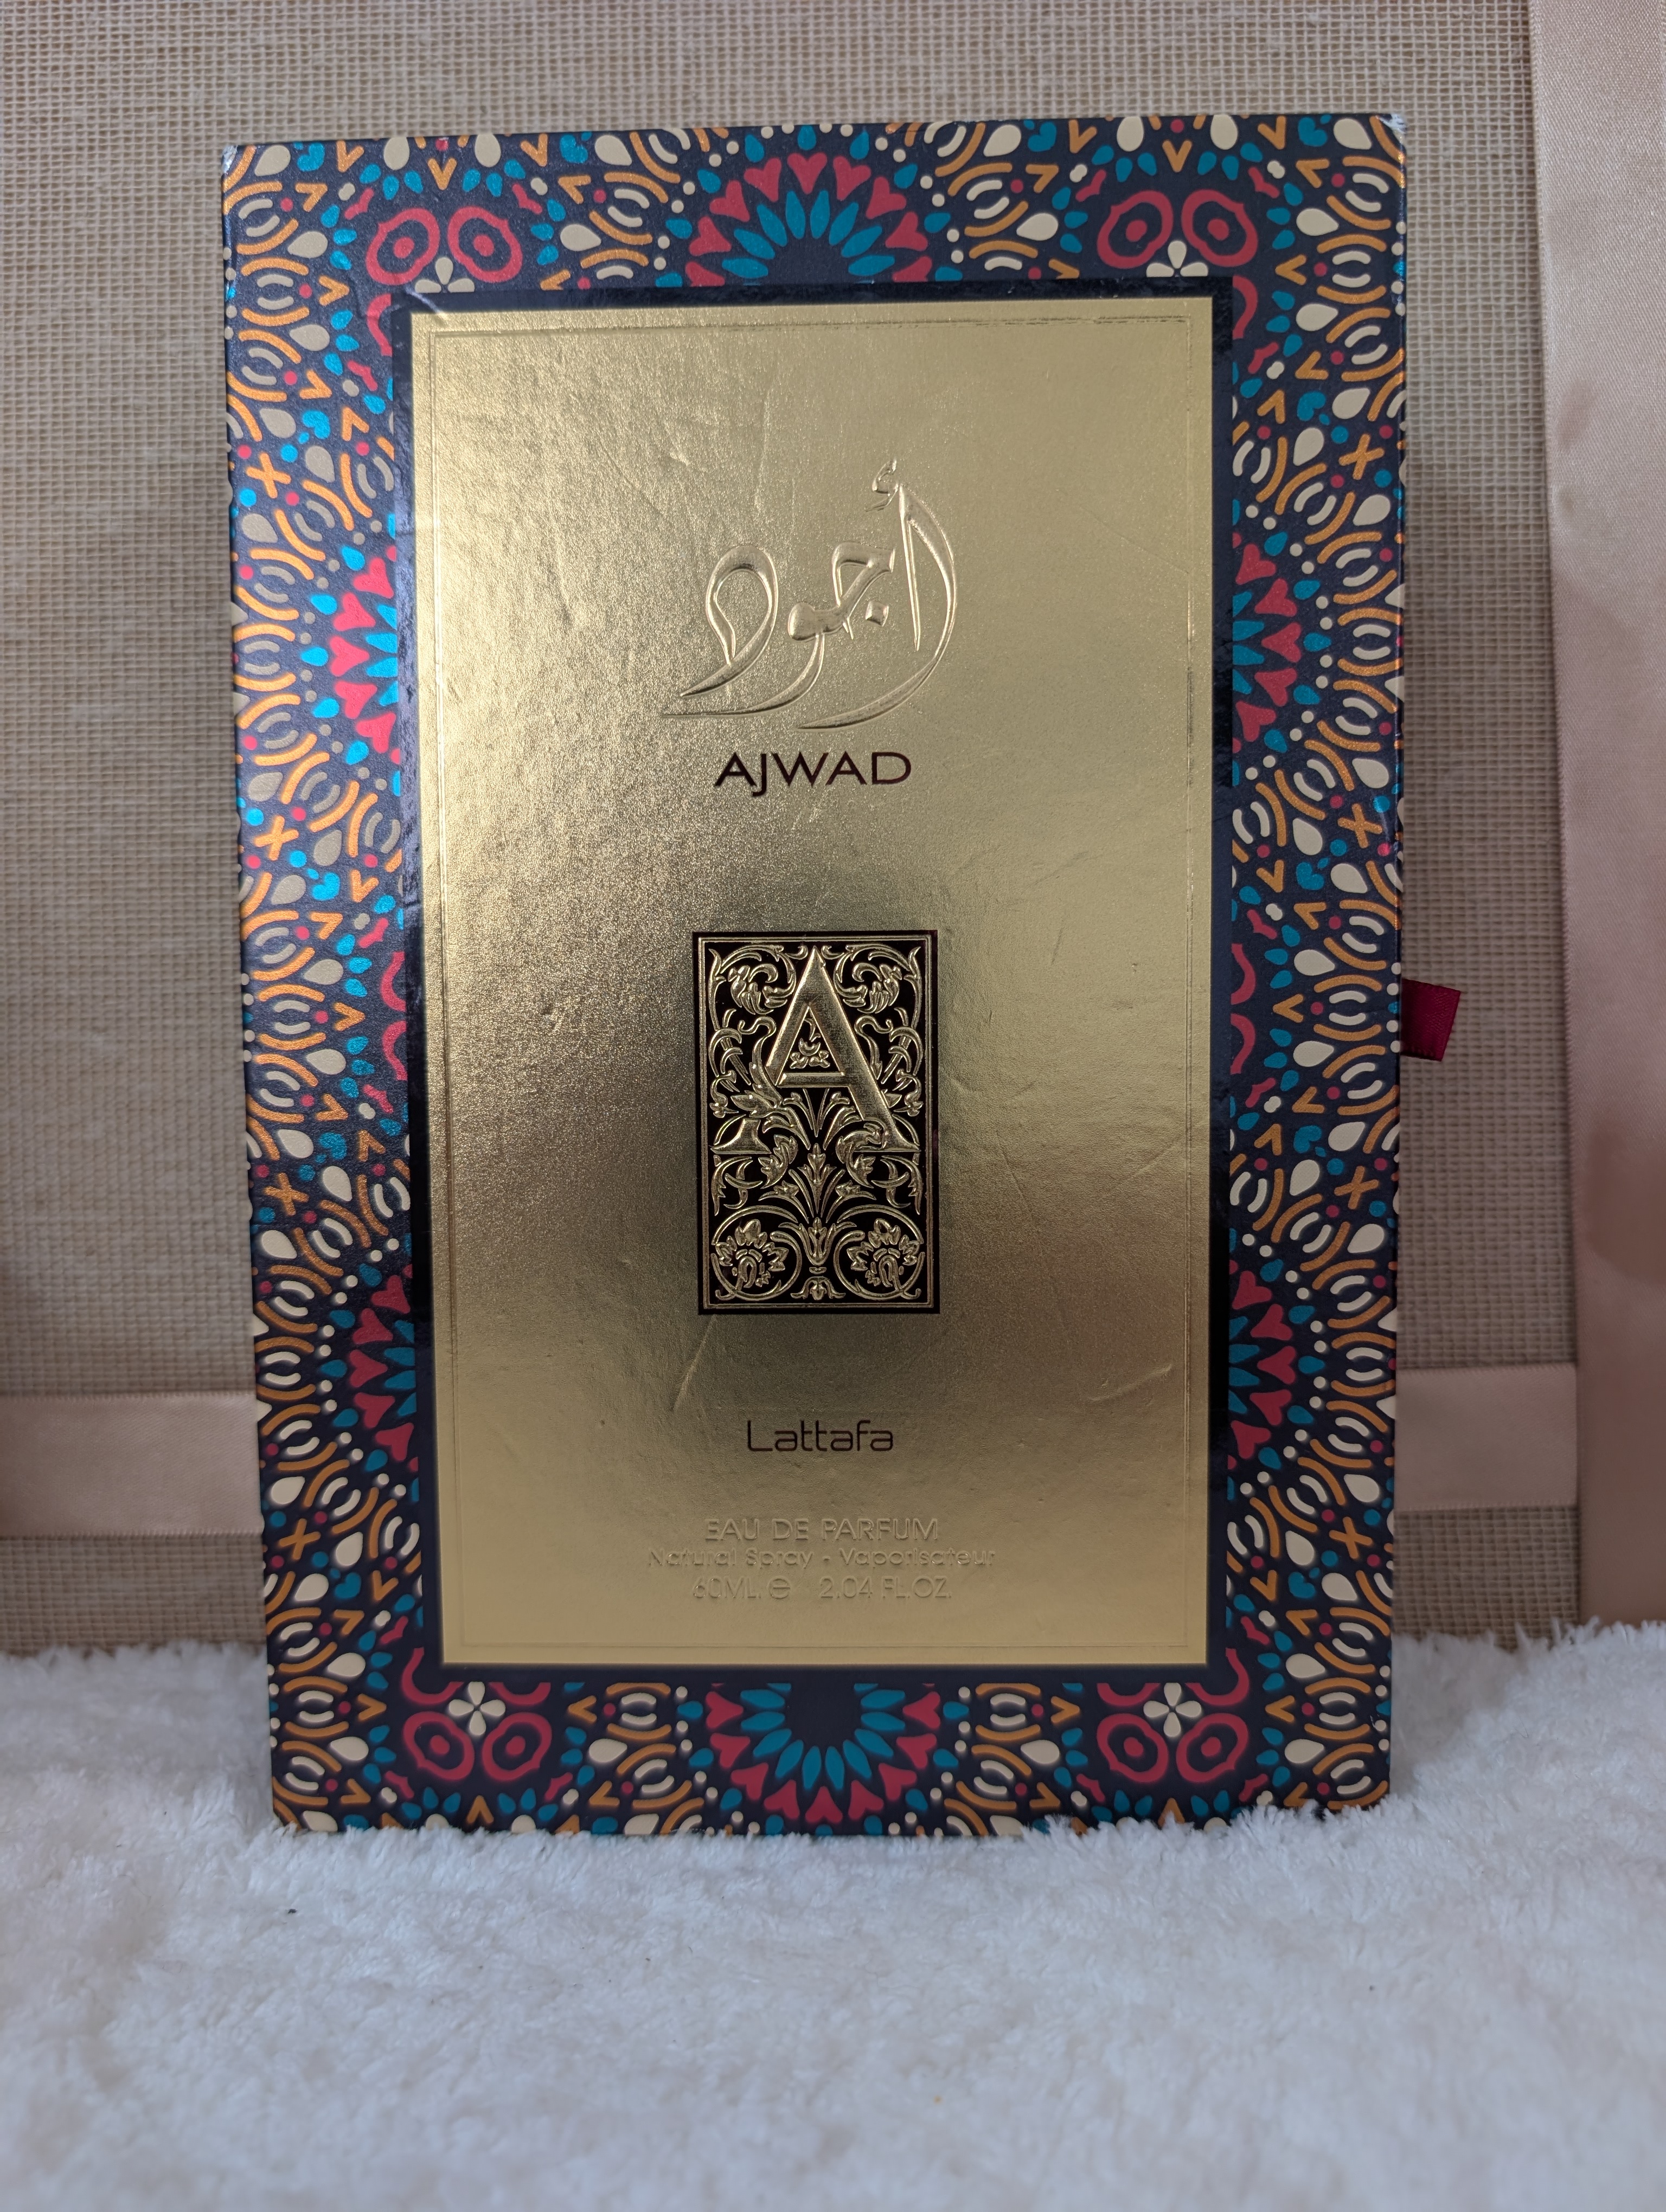 أجود
AJWAD
A
Lattafa
EAU DE PARFUM
Natural Spray • Vaporisateur
60ML ℮ 2.04 FL.OZ.